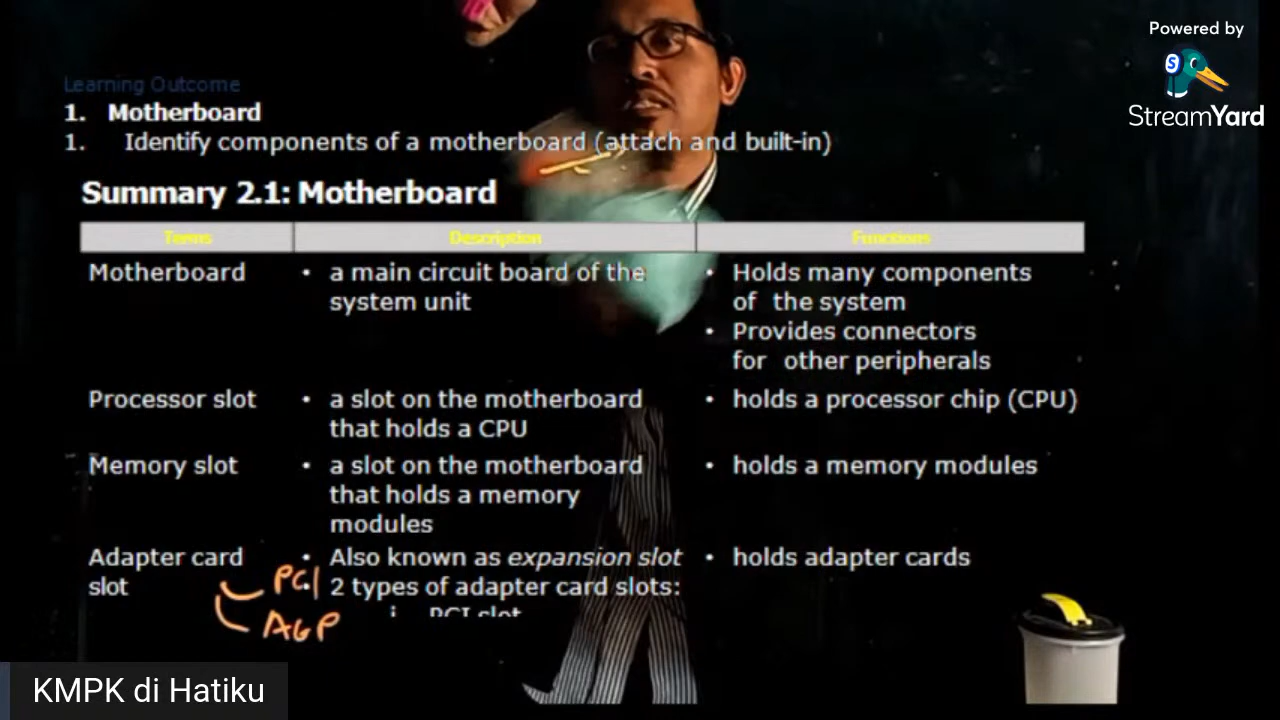 Powered by
S
StreamYard
Learning Outcome
1. Motherboard
1. Identify components of a motherboard (attach and built-in)
Summary 2.1: Motherboard
Terms Description Functions
Motherboard • a main circuit board of the • Holds many components
system unit of the system
• Provides connectors
for other peripherals
Processor slot • a slot on the motherboard • holds a processor chip (CPU)
that holds a CPU
Memory slot • a slot on the motherboard • holds a memory modules
that holds a memory
modules
Adapter card • Also known as expansion slot • holds adapter cards
slot PCI 2 types of adapter card slots:
AGP i. PCI slot
KMPK di Hatiku